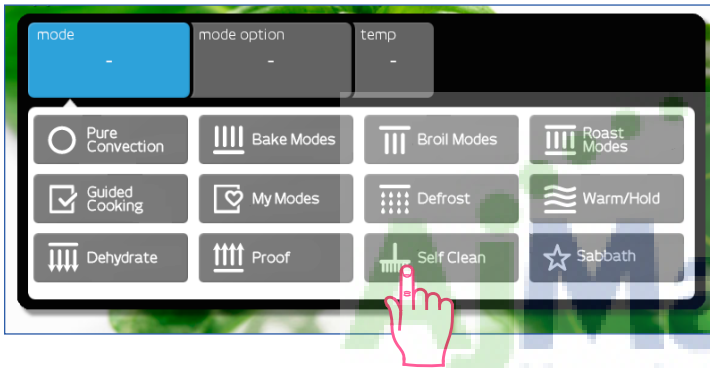 mode
-
mode option
-
temp
-
Pure
Convection
Bake Modes
Broil Modes
Roast
Modes
Guided
Cooking
My Modes
Defrost
Warm/Hold
Dehydrate
Proof
Self Clean
Sabbath
AjMa